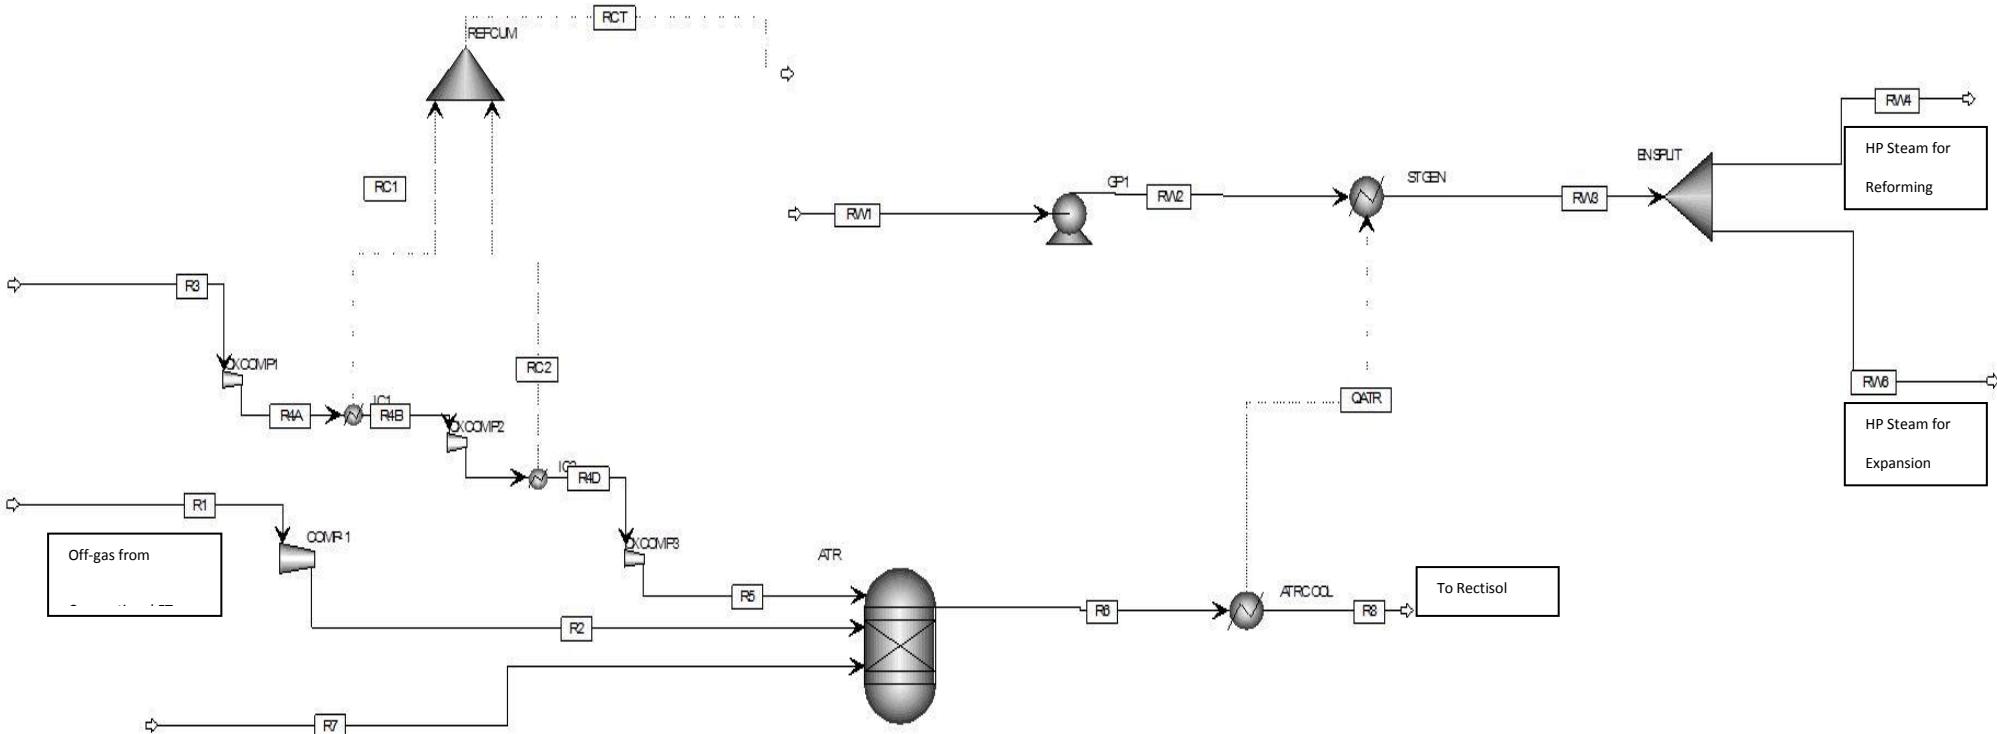 RCT
REFCUM
RW4
HP Steam for
Reforming
ENSPLIT
RC1
GP1
STGEN
RW1
RW2
RW3
R3
OXCOMP1
RC2
RW6
QATR
IC1
R4A
R4B
OXCOMP2
HP Steam for
Expansion
R4D
R1
COMP-1
OXCOMP3
Off-gas from
ATR
R5
ATRCOOL
To Rectisol
R6
R8
R2
R7